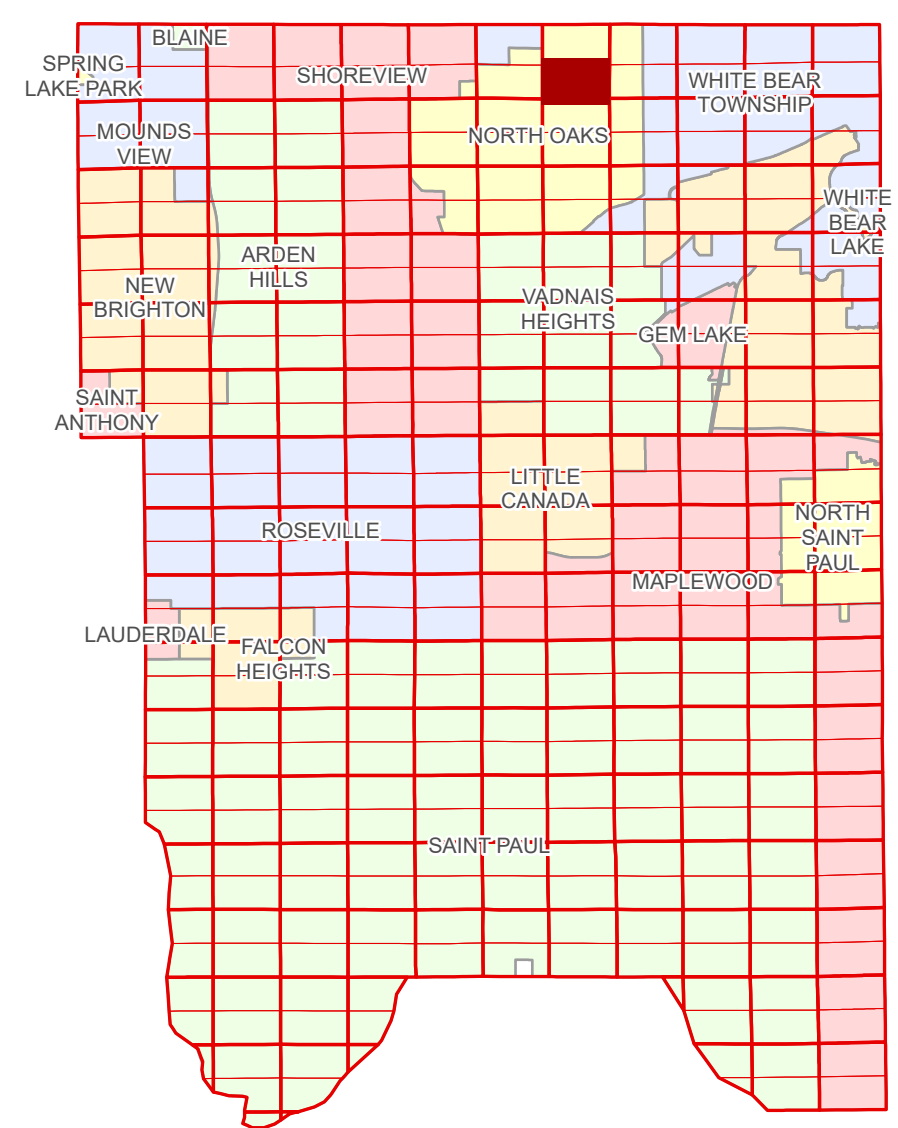 BLAINE
SPRING
LAKE PARK
SHOREVIEW
WHITE BEAR
TOWNSHIP
MOUNDS
VIEW
NORTH OAKS
WHITE
BEAR
LAKE
ARDEN
HILLS
NEW
BRIGHTON
VADNAIS
HEIGHTS
GEM LAKE
SAINT
ANTHONY
LITTLE
CANADA
NORTH
SAINT
PAUL
ROSEVILLE
MAPLEWOOD
LAUDERDALE
FALCON
HEIGHTS
SAINT PAUL